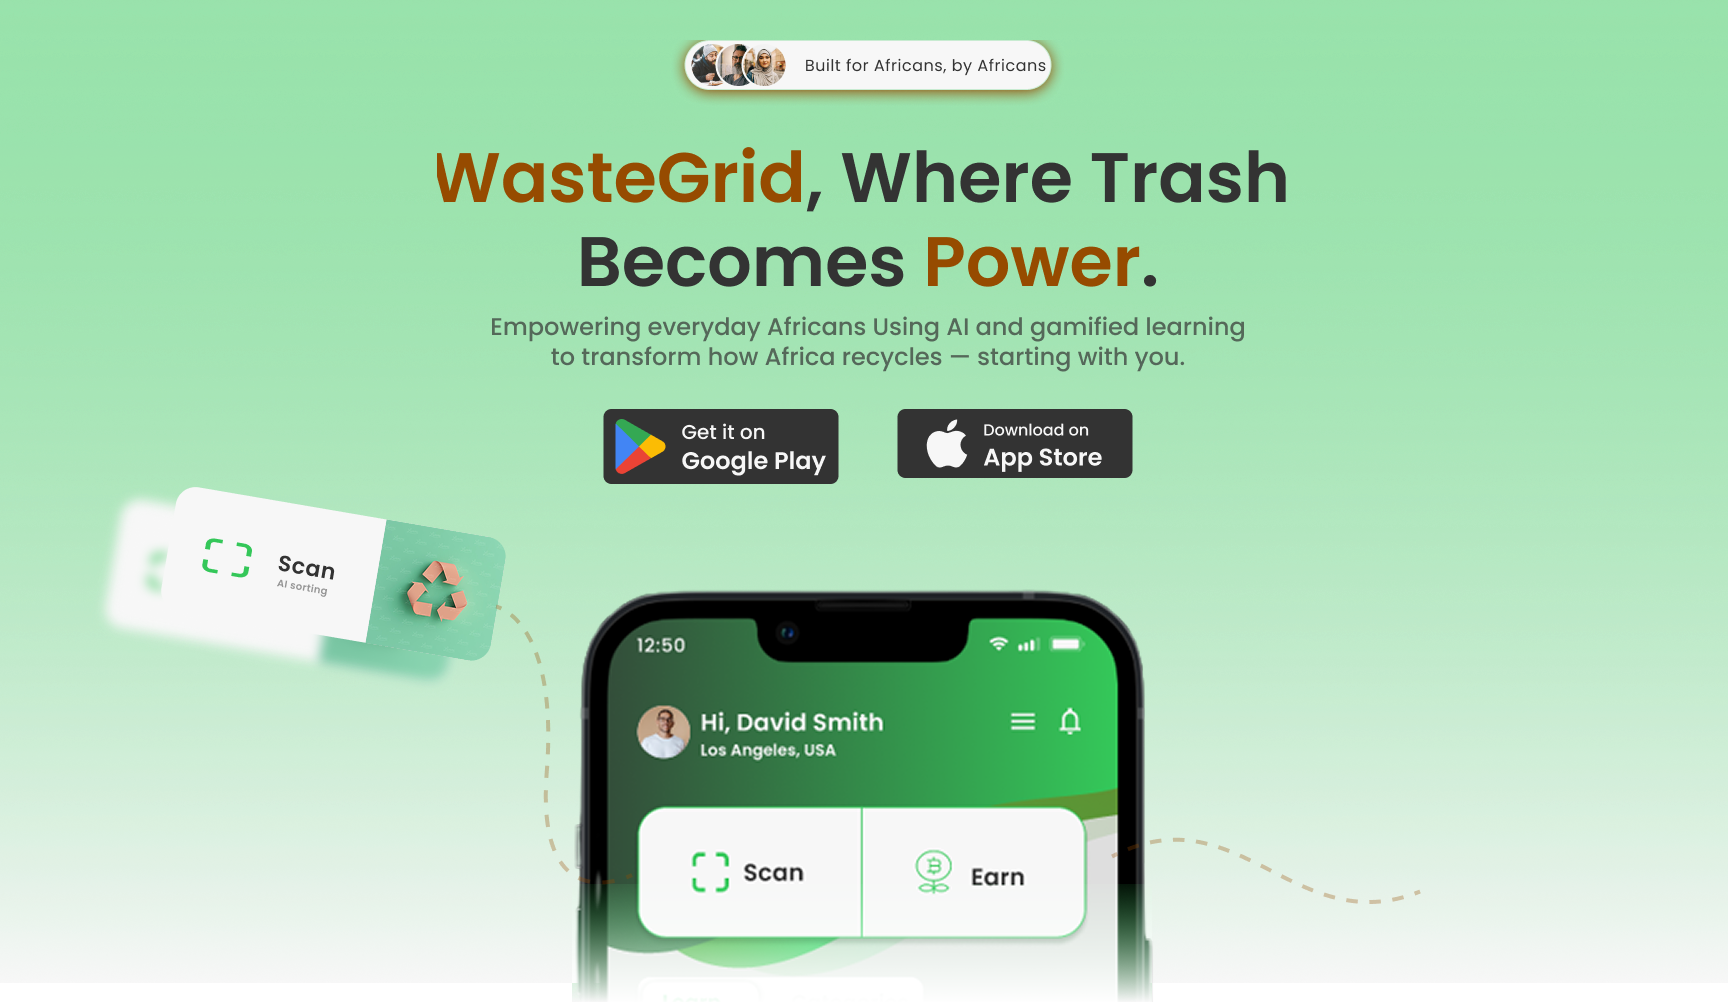 Built for Africans, by Africans
WasteGrid, Where Trash
Becomes Power.
Empowering everyday Africans Using AI and gamified learning
to transform how Africa recycles — starting with you.
Get it on
Google Play
Download on
App Store
Scan
AI sorting
12:50
Hi, David Smith
Los Angeles, USA
Scan
Earn